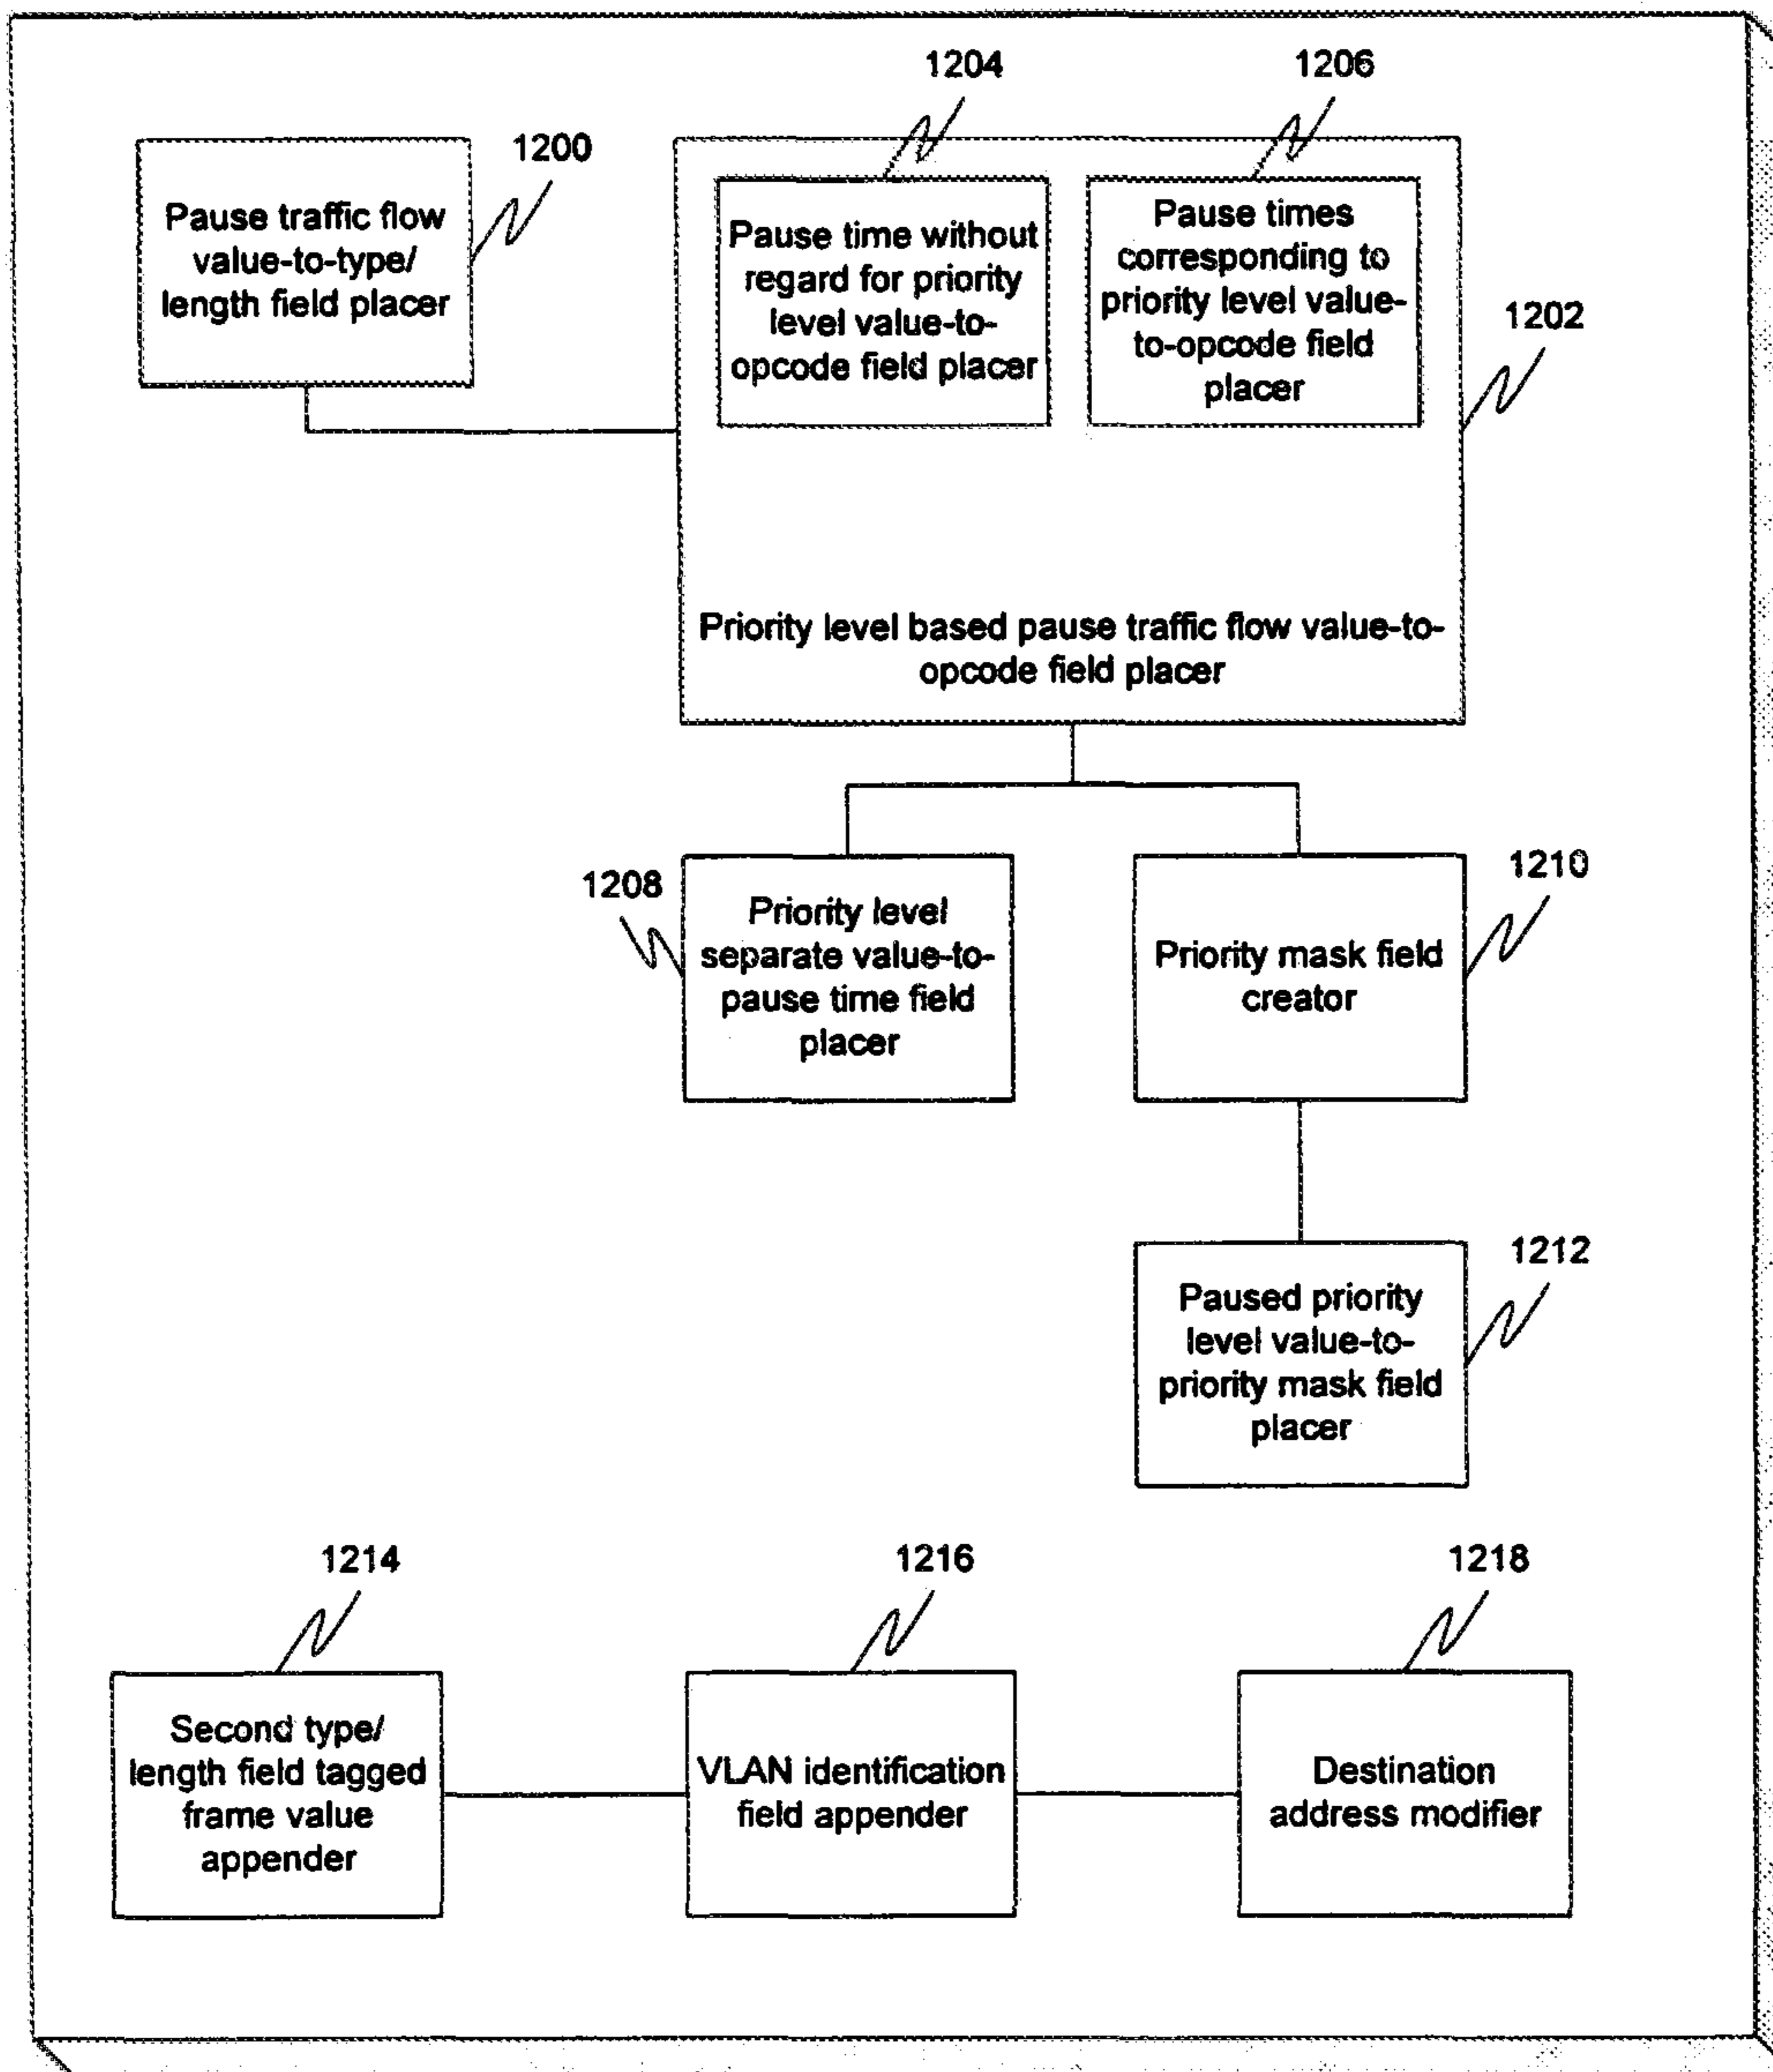 1204
1206
1200
Pause traffic flow
value-to-type/
length field placer
Pause time without
regard for priority
level value-to-
opcode field placer
Pause times
corresponding to
priority level value-
to-opcode field
placer
1202
Priority level based pause traffic flow value-to-
opcode field placer
1208
Priority level
separate value-to-
pause time field
placer
1210
Priority mask field
creator
1212
Paused priority
level value-to-
priority mask field
placer
1214
1216
1218
Second type/
length field tagged
frame value
appender
VLAN identification
field appender
Destination
address modifier